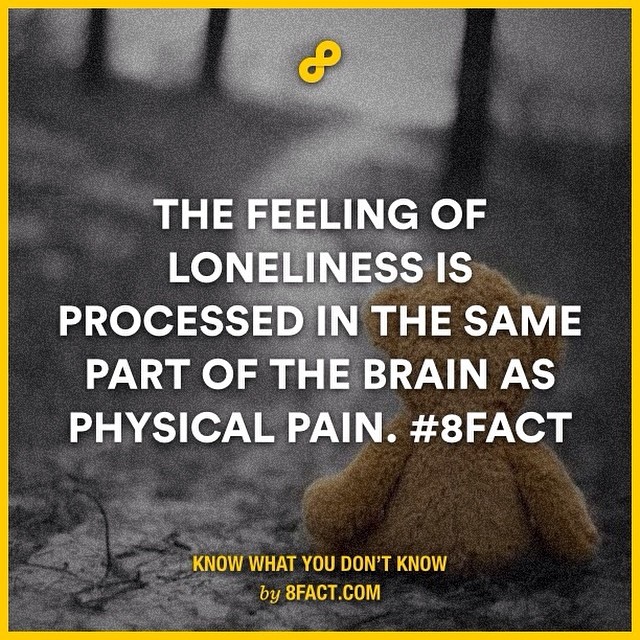 THE FEELING OF
LONELINESS IS
PROCESSED IN THE SAME
PART OF THE BRAIN AS
PHYSICAL PAIN. #8FACT
KNOW WHAT YOU DON'T KNOW
by 8FACT.COM